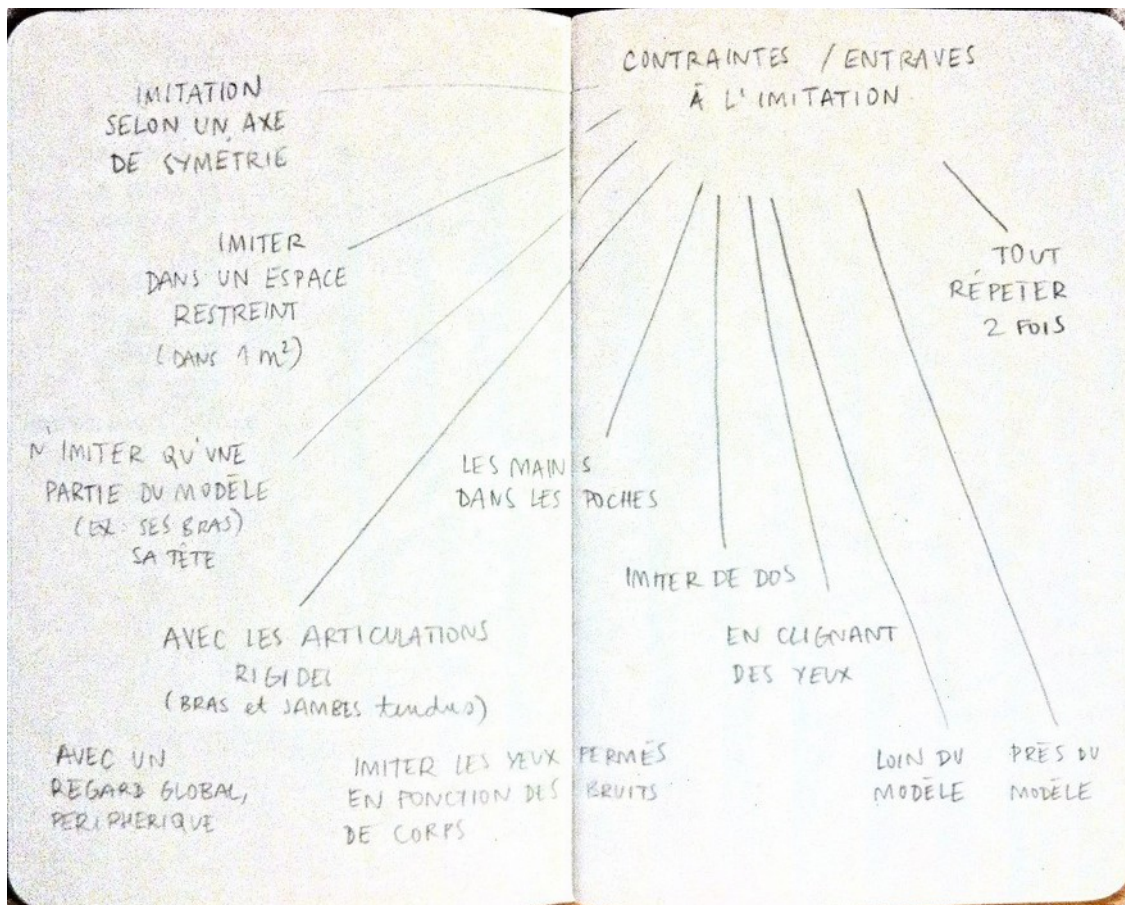 CONTRAINTES / ENTRAVES
À L'IMITATION
IMITATION
SELON UN AXE
DE SYMÉTRIE
IMITER
DANS UN ESPACE
RESTREINT
(DANS 1 m²)
N'IMITER QU'UNE
PARTIE DU MODÈLE
(EX: SES BRAS)
SA TÊTE
AVEC LES ARTICULATIONS
RIGIDES
(BRAS et JAMBES tendus)
LES MAINS
DANS LES POCHES
IMITER DE DOS
EN CLIGNANT
DES YEUX
LOIN DU
MODÈLE
PRÈS DU
MODÈLE
TOUT
RÉPETER
2 FOIS
AVEC UN
REGARD GLOBAL,
PERIPHERIQUE
IMITER LES YEUX FERMÉS
EN FONCTION DES BRUITS
DE CORPS